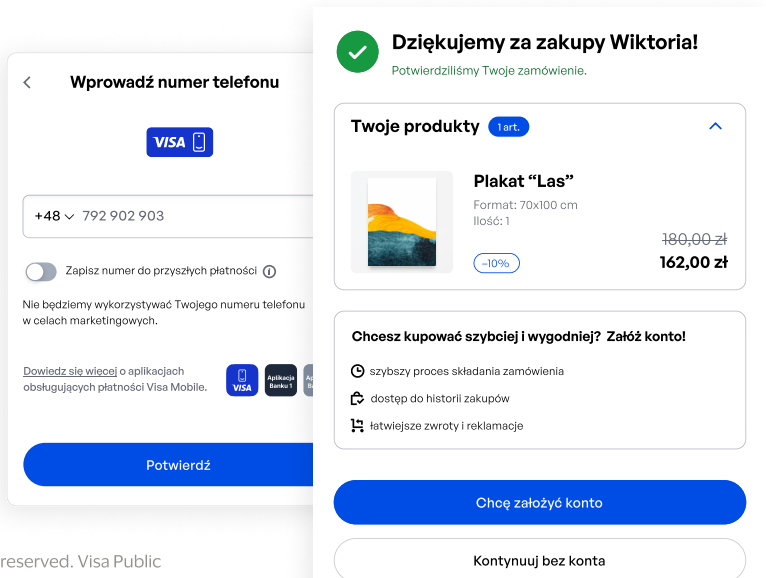 Wprowadź numer telefonu
VISA
+48 792 902 903
Zapisz numer do przyszłych płatności
Nie będziemy wykorzystywać Twojego numeru telefonu
w celach marketingowych.
Dowiedz się więcej o aplikacjach
obsługujących płatności Visa Mobile.
VISA
Aplikacja
Banku 1
Potwierdź
reserved. Visa Public
Dziękujemy za zakupy Wiktoria!
Potwierdziliśmy Twoje zamówienie.
Twoje produkty 1 art.
Plakat “Las”
Format: 70x100 cm
Ilość: 1
180,00 zł
-10% 162,00 zł
Chcesz kupować szybciej i wygodniej? Załóż konto!
szybszy proces składania zamówienia
dostęp do historii zakupów
łatwiejsze zwroty i reklamacje
Chcę założyć konto
Kontynuuj bez konta